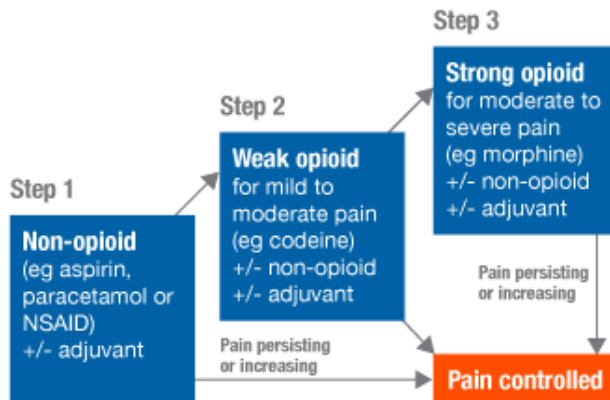 Step 1
Non-opioid
(eg aspirin,
paracetamol or
NSAID)
+/- adjuvant
Step 2
Weak opioid
for mild to
moderate pain
(eg codeine)
+/- non-opioid
+/- adjuvant
Step 3
Strong opioid
for moderate to
severe pain
(eg morphine)
+/- non-opioid
+/- adjuvant
Pain persisting
or increasing
Pain persisting
or increasing
Pain controlled